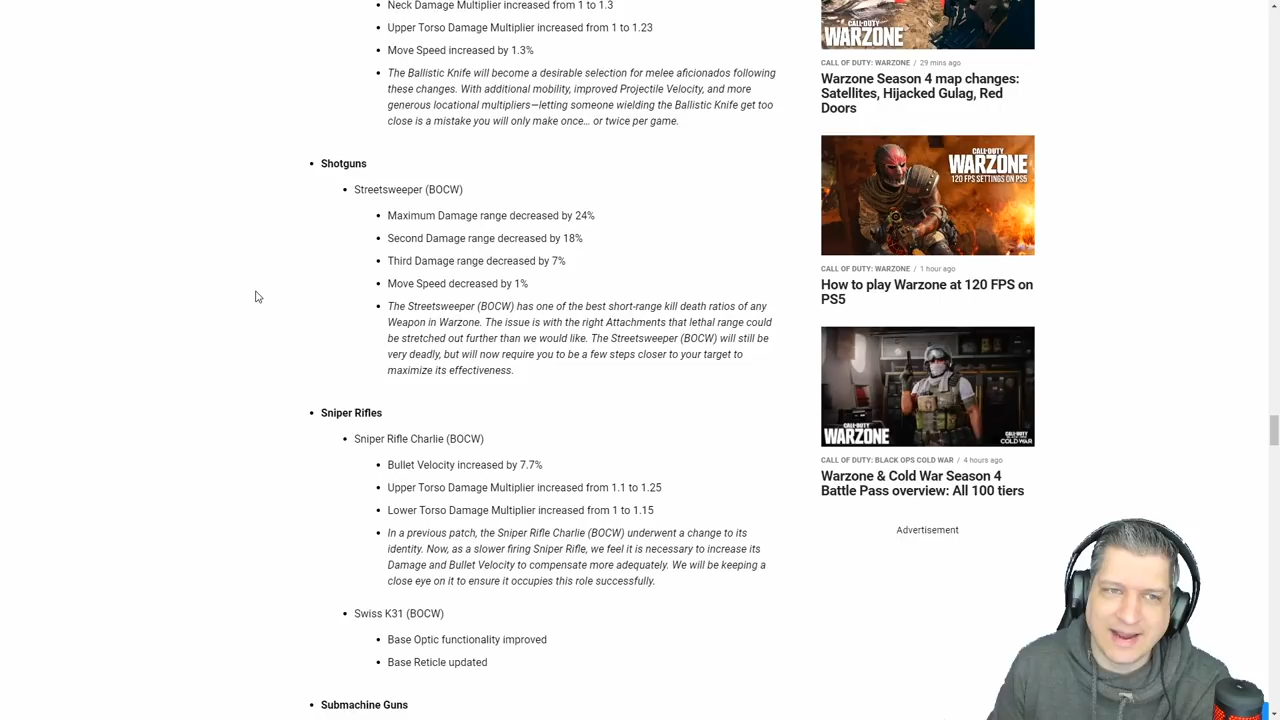 Neck Damage Multiplier increased from 1 to 1.3
Upper Torso Damage Multiplier increased from 1 to 1.23
Move Speed increased by 1.3%
The Ballistic Knife will become a desirable selection for melee aficionados following
these changes. With additional mobility, improved Projectile Velocity, and more
generous locational multipliers—letting someone wielding the Ballistic Knife get too
close is a mistake you will only make once… or twice per game.
Shotguns
Streetsweeper (BOCW)
Maximum Damage range decreased by 24%
Second Damage range decreased by 18%
Third Damage range decreased by 7%
Move Speed decreased by 1%
The Streetsweeper (BOCW) has one of the best short-range kill death ratios of any
Weapon in Warzone. The issue is with the right Attachments that lethal range could
be stretched out further than we would like. The Streetsweeper (BOCW) will still be
very deadly, but will now require you to be a few steps closer to your target to
maximize its effectiveness.
Sniper Rifles
Sniper Rifle Charlie (BOCW)
Bullet Velocity increased by 7.7%
Upper Torso Damage Multiplier increased from 1.1 to 1.25
Lower Torso Damage Multiplier increased from 1 to 1.15
In a previous patch, the Sniper Rifle Charlie (BOCW) underwent a change to its
identity. Now, as a slower firing Sniper Rifle, we feel it is necessary to increase its
Damage and Bullet Velocity to compensate more adequately. We will be keeping a
close eye on it to ensure it occupies this role successfully.
Swiss K31 (BOCW)
Base Optic functionality improved
Base Reticle updated
Submachine Guns
CALL OF DUTY
WARZONE
CALL OF DUTY: WARZONE / 29 mins ago
Warzone Season 4 map changes:
Satellites, Hijacked Gulag, Red
Doors
CALL OF DUTY
WARZONE
120 FPS SETTINGS ON PS5
CALL OF DUTY: WARZONE / 1 hour ago
How to play Warzone at 120 FPS on
PS5
CALL OF DUTY
WARZONE
CALL OF DUTY
COLD WAR
CALL OF DUTY: BLACK OPS COLD WAR / 4 hours ago
Warzone & Cold War Season 4
Battle Pass overview: All 100 tiers
Advertisement